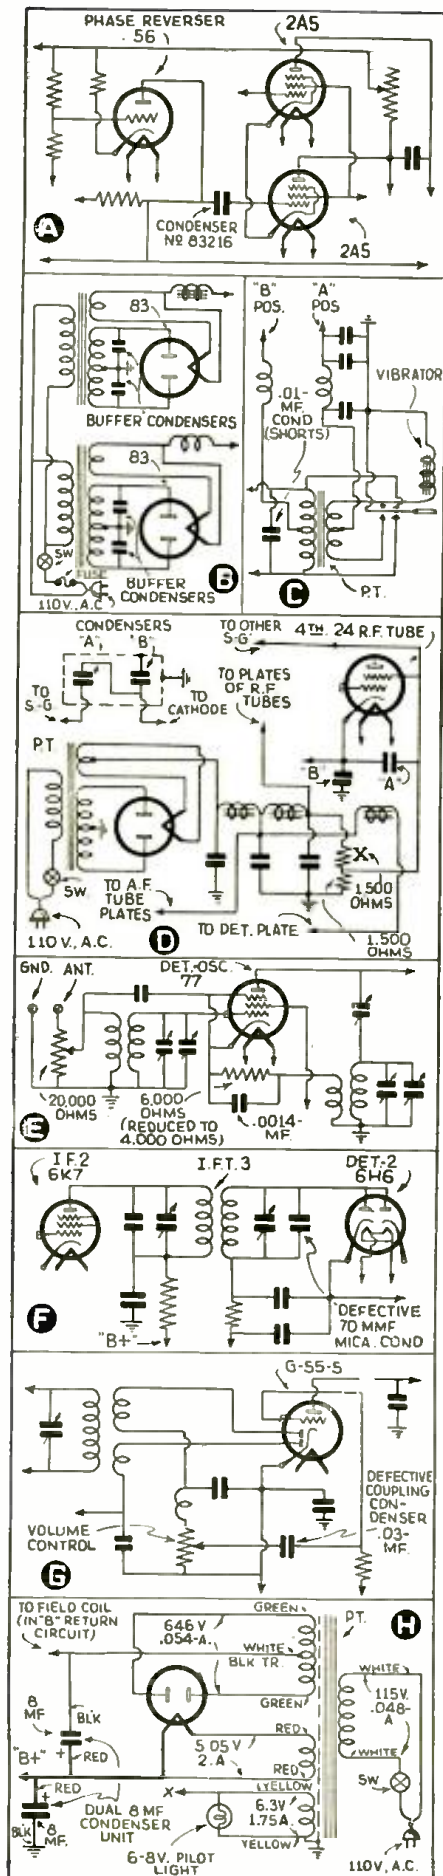 PHASE REVERSER
56
2A5
CONDENSER
Nº 83216
2A5
A
83
BUFFER CONDENSERS
83
SW.
FUSE
BUFFER
CONDENSERS
110 V., A.C.
B
"B"
POS.
"A"
POS.
.01-
MF.
COND
(SHORTS)
VIBRATOR
P.T.
C
CONDENSERS
"A"
"B"
TO
S-G
TO
CATHODE
TO OTHER
S-G
4TH. 24 R.F. TUBE
TO PLATES
OF R.F
TUBES
"B"
"A"
P.T.
SW.
110 V., A.C.
TO A.F.
TUBE
PLATES
X
1,500
OHMS
1,500
OHMS
TO DET. PLATE
D
GND.
ANT.
DET.-OSC.
77
20,000
OHMS
6,000
OHMS
(REDUCED TO
4,000 OHMS)
.0014-
MF.
E
I.F.2
6K7
I.F.T.3
DET.-2
6H6
"B+"
DEFECTIVE
70 MMF
MICA. COND
F
G-55-S
DEFECTIVE
COUPLING
CON-
DENSER
.03-
MF.
VOLUME
CONTROL
G
TO FIELD COIL
(IN "B" RETURN
CIRCUIT)
GREEN
P.T.
H
646 V
.054-A.
WHITE
BLK TR.
GREEN
WHITE
115 V.
.048-
A
WHITE
8
MF
BLK
+
RED
RED
5.05 V
2. A
RED
"B+"
RED
+
DUAL 8 MF
CONDENSER
UNIT
BLK
8
MF.
X
YELLOW
6.3 V
1.75 A
YELLOW
6-8V. PILOT
LIGHT
SW
110 V., A.C.